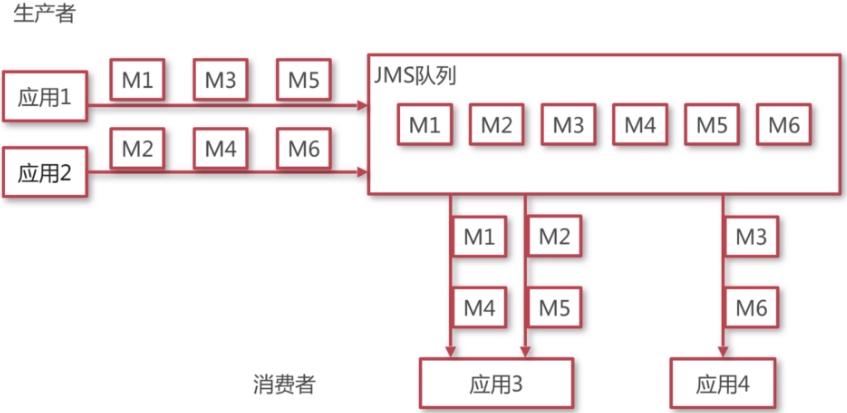 生产者
应用1
M1 M3 M5
应用2
M2 M4 M6
JMS队列
M1 M2 M3 M4 M5 M6
M1 M2 M3
M4 M5 M6
消费者
应用3
应用4